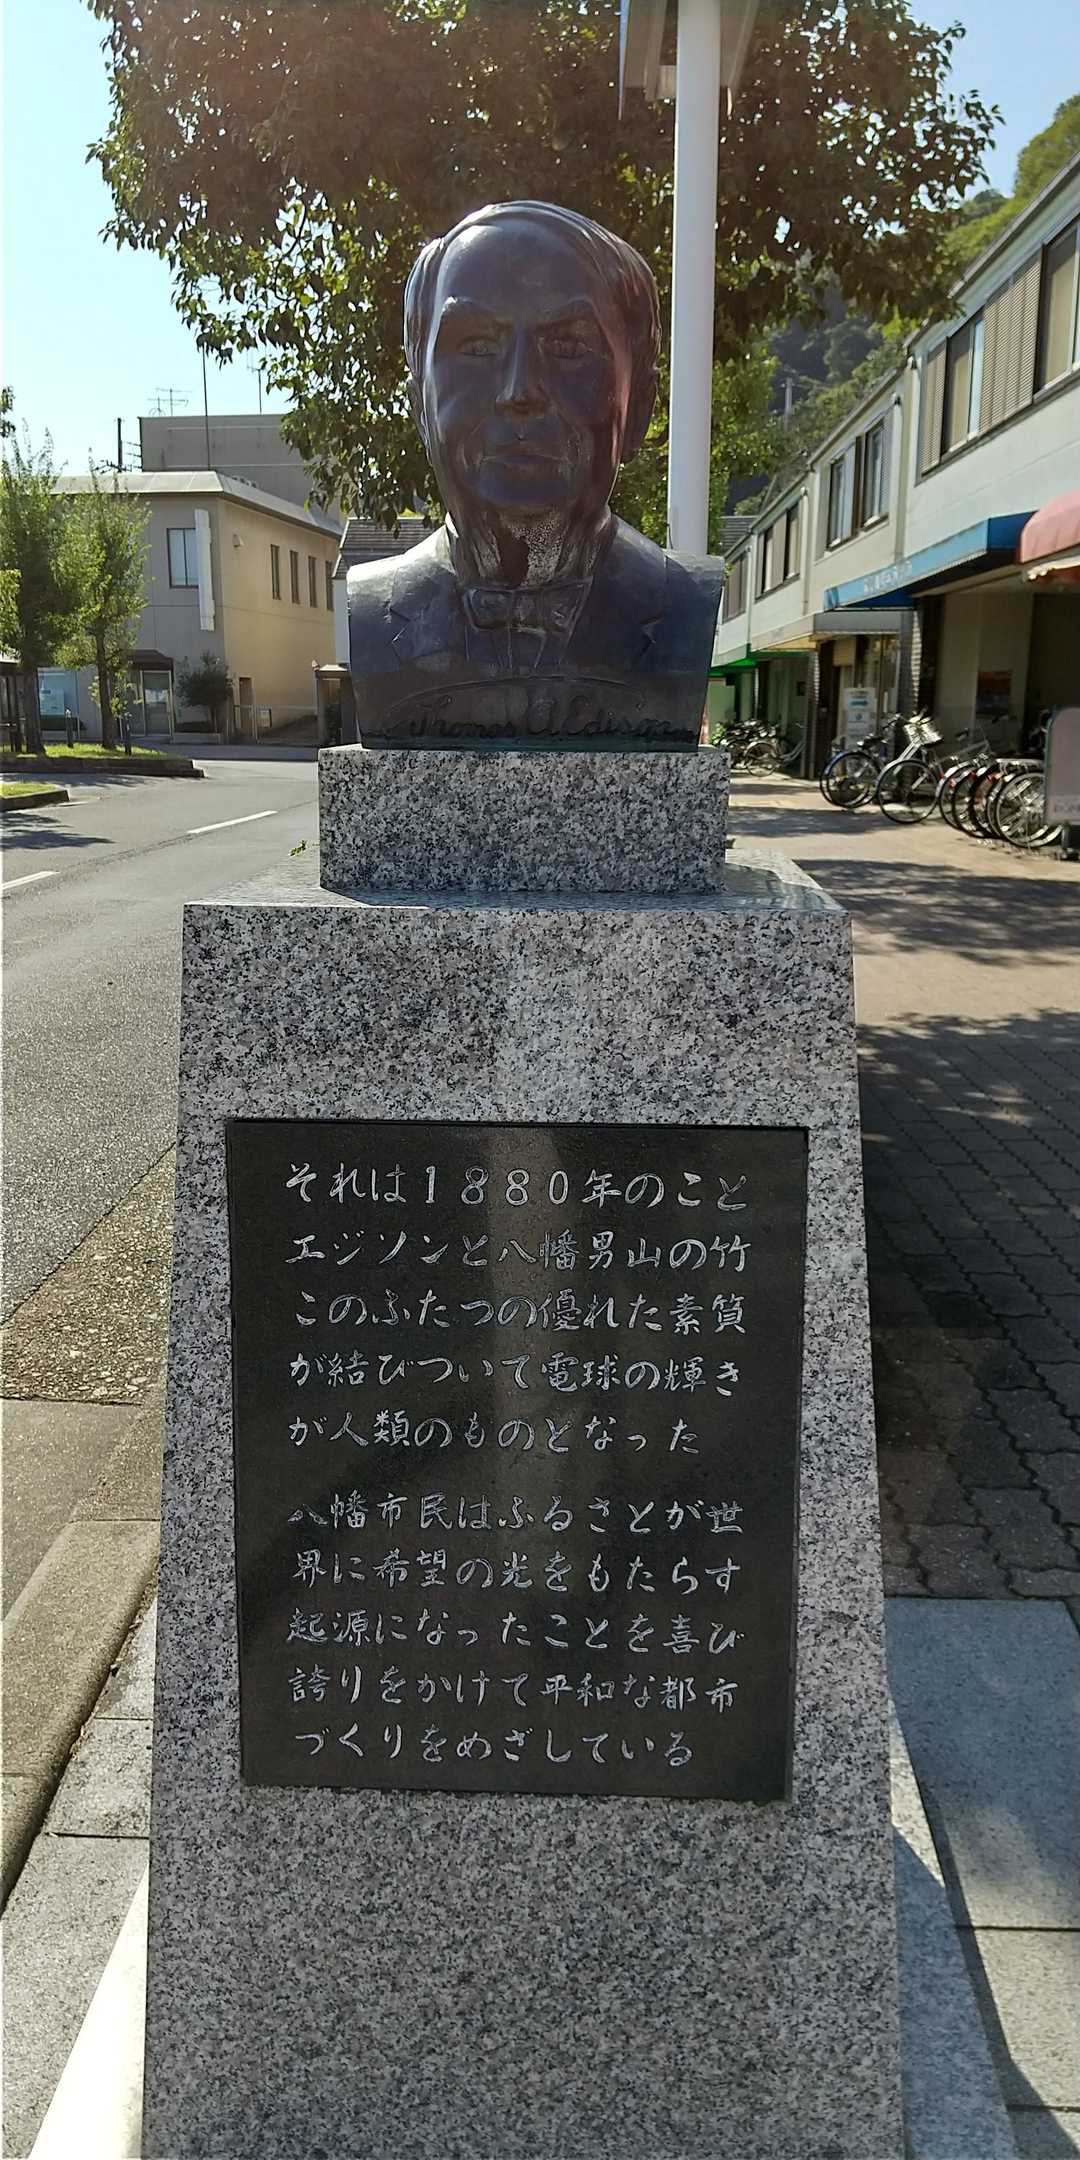 Thomas A. Edison
それは1880年のこと
エジソンと八幡男山の竹
このふたつの優れた素質
が結びついて電球の輝き
が人類のものとなった
八幡市民はふるさとが世
界に希望の光をもたらす
起源になったことを喜び
誇りをかけて平和な都市
づくりをめざしている